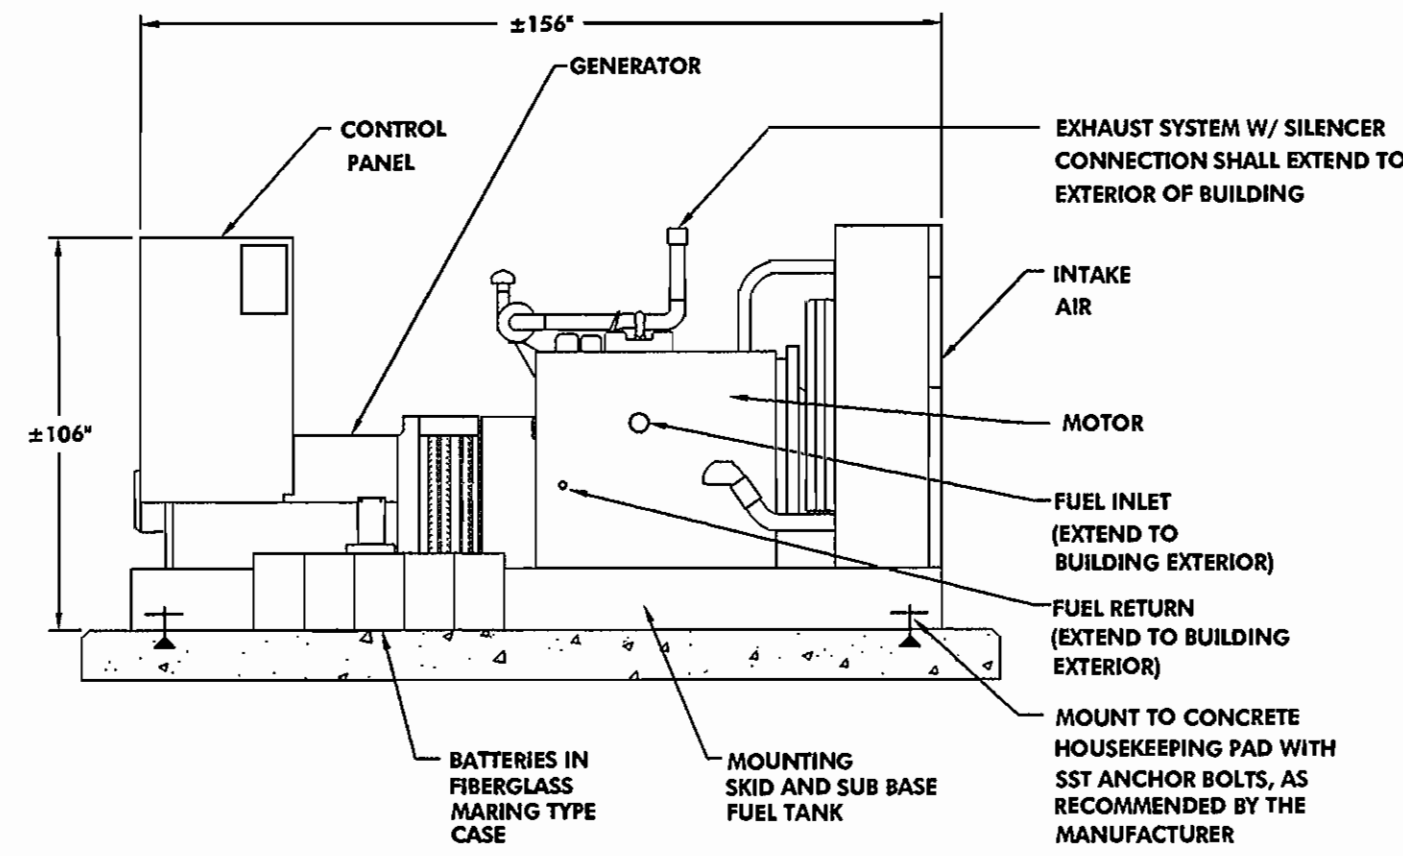 ±156"
GENERATOR
CONTROL
PANEL
EXHAUST SYSTEM W/ SILENCER
CONNECTION SHALL EXTEND TO
EXTERIOR OF BUILDING
INTAKE
AIR
±106"
MOTOR
FUEL INLET
(EXTEND TO
BUILDING EXTERIOR)
FUEL RETURN
(EXTEND TO BUILDING
EXTERIOR)
MOUNT TO CONCRETE
HOUSEKEEPING PAD WITH
SST ANCHOR BOLTS, AS
RECOMMENDED BY THE
MANUFACTURER
BATTERIES IN
FIBERGLASS
MARING TYPE
CASE
MOUNTING
SKID AND SUB BASE
FUEL TANK